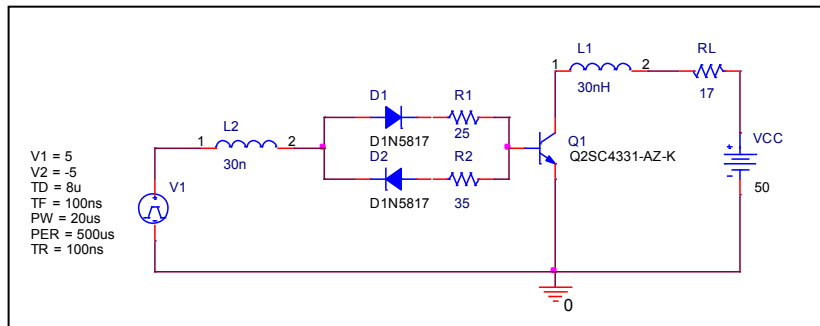 L1
1
2
30nH
RL
17
D1
D1N5817
R1
25
L2
1
2
30n
D2
D1N5817
R2
35
Q1
Q2SC4331-AZ-K
VCC
50
V1 = 5
V2 = -5
TD = 8u
TF = 100ns
PW = 20us
PER = 500us
TR = 100ns
V1
0